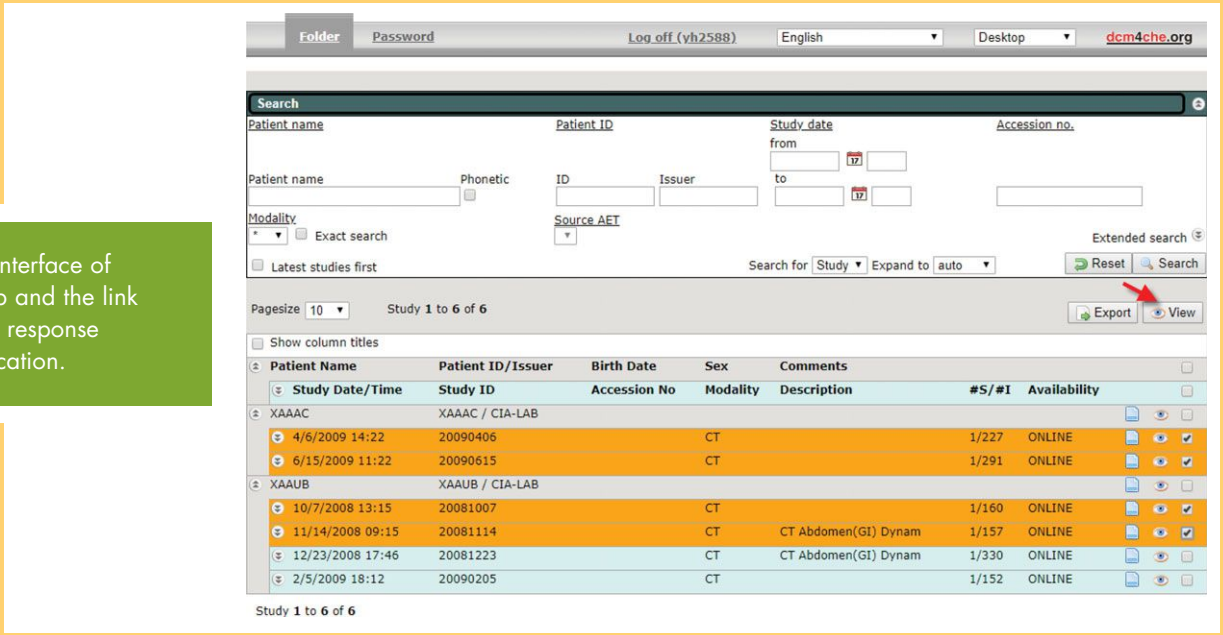 Folder Password Log off (yh2588) English Desktop dcm4che.org
Search
Patient name Patient ID Study date Accession no.
from
17
Patient name Phonetic ID Issuer to
17
Modality Source AET
* Exact search Extended search
Latest studies first Search for Study Expand to auto Reset Search
nterface of
and the link
response
Pagesize 10 Study 1 to 6 of 6 Export View
Show column titles
Patient Name Patient ID/Issuer Birth Date Sex Comments
Study Date/Time Study ID Accession No Modality Description #S/#I Availability
XAAAC XAAAC / CIA-LAB
4/6/2009 14:22 20090406 CT 1/227 ONLINE
6/15/2009 11:22 20090615 CT 1/291 ONLINE
XAAUB XAAUB / CIA-LAB
10/7/2008 13:15 20081007 CT 1/160 ONLINE
11/14/2008 09:15 20081114 CT CT Abdomen(GI) Dynam 1/157 ONLINE
12/23/2008 17:46 20081223 CT CT Abdomen(GI) Dynam 1/330 ONLINE
2/5/2009 18:12 20090205 CT 1/152 ONLINE
Study 1 to 6 of 6